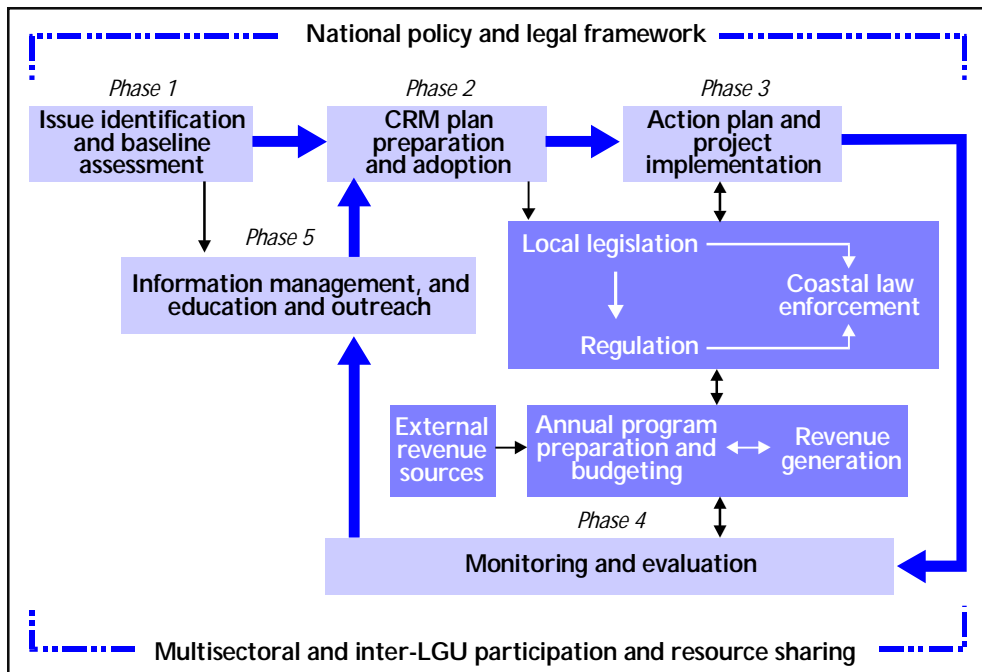 National policy and legal framework
Phase 1
Issue identification
and baseline
assessment
Phase 2
CRM plan
preparation
and adoption
Phase 3
Action plan and
project
implementation
Phase 5
Information management, and
education and outreach
Local legislation
Coastal law
enforcement
Regulation
External
revenue
sources
Annual program
preparation and
budgeting
Revenue
generation
Phase 4
Monitoring and evaluation
Multisectoral and inter-LGU participation and resource sharing